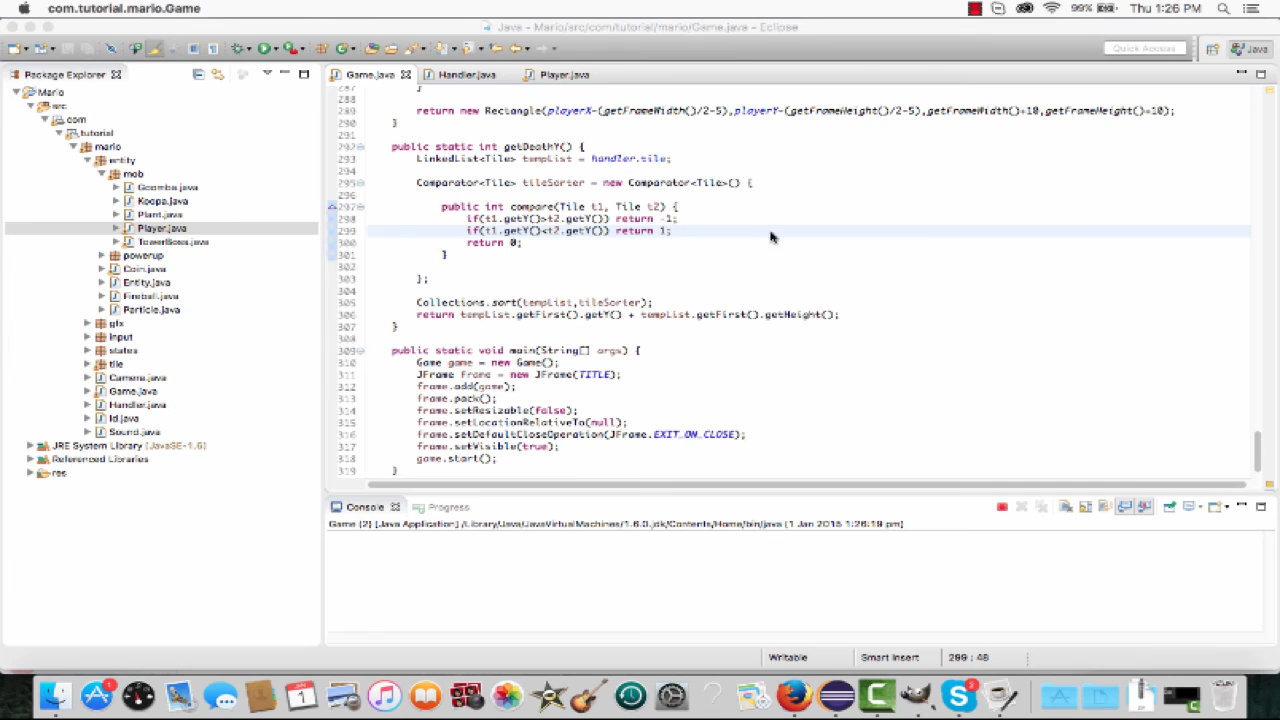 com.tutorial.mario.Game
99%
Thu 1:26 PM
Java - Mario/src/com/tutorial/mario/Game.java - Eclipse
Quick Access
Java
Package Explorer
Game.java
Handler.java
Player.java
Mario
src
com
tutorial
mario
entity
mob
Goomba.java
Koopa.java
Plant.java
Player.java
TowerBoss.java
powerup
Coin.java
Entity.java
Fireball.java
Particle.java
gfx
input
states
tile
Camera.java
Game.java
Handler.java
Id.java
Sound.java
JRE System Library [JavaSE-1.6]
Referenced Libraries
res
287 }
288
289 return new Rectangle(playerX-(getFrameWidth()/2-5),playerY-(getFrameHeight()/2-5),getFrameWidth()+10,getFrameHeight()+10);
290 }
291
292 public static int getDeathY() {
293 LinkedList<Tile> tempList = handler.tile;
294
295 Comparator<Tile> tileSorter = new Comparator<Tile>() {
296
297 public int compare(Tile t1, Tile t2) {
298 if(t1.getY()>t2.getY()) return -1;
299 if(t1.getY()<t2.getY()) return 1;
300 return 0;
301 }
302
303 };
304
305 Collections.sort(tempList,tileSorter);
306 return tempList.getFirst().getY() + tempList.getFirst().getHeight();
307 }
308
309 public static void main(String[] args) {
310 Game game = new Game();
311 JFrame frame = new JFrame(TITLE);
312 frame.add(game);
313 frame.pack();
314 frame.setResizable(false);
315 frame.setLocationRelativeTo(null);
316 frame.setDefaultCloseOperation(JFrame.EXIT_ON_CLOSE);
317 frame.setVisible(true);
318 game.start();
319 }
Console
Progress
Game (2) [Java Application] /Library/Java/JavaVirtualMachines/1.6.0.jdk/Contents/Home/bin/java (1 Jan 2015 1:26:19 pm)
Writable
Smart Insert
299 : 48
1
1
2